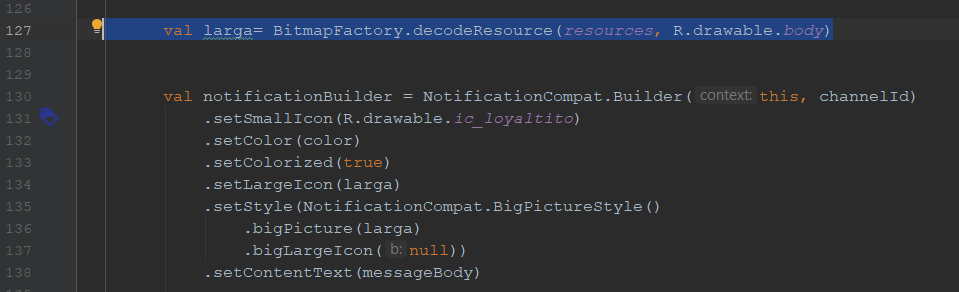 126
127 val larga= BitmapFactory.decodeResource(resources, R.drawable.body)
128
129
130 val notificationBuilder = NotificationCompat.Builder( context: this, channelId)
131 .setSmallIcon(R.drawable.ic_loyaltito)
132 .setColor(color)
133 .setColorized(true)
134 .setLargeIcon(larga)
135 .setStyle(NotificationCompat.BigPictureStyle()
136 .bigPicture(larga)
137 .bigLargeIcon( b: null))
138 .setContentText(messageBody)